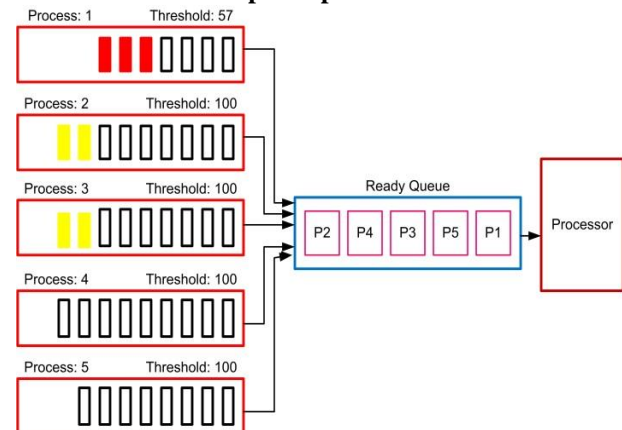 Process: 1 Threshold: 57
Process: 2 Threshold: 100
Process: 3 Threshold: 100
Process: 4 Threshold: 100
Process: 5 Threshold: 100
Ready Queue
P2 P4 P3 P5 P1
Processor